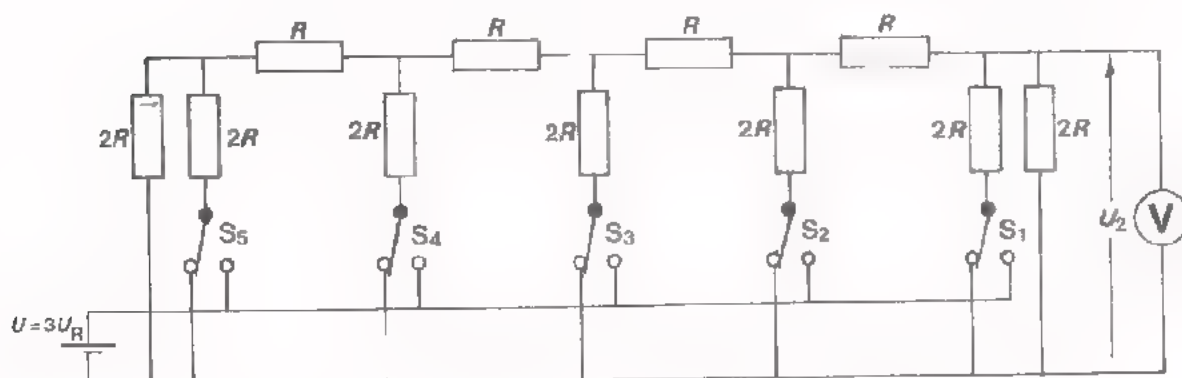 R R R R
2R 2R 2R 2R 2R 2R 2R
S5 S4 S3 S2 S1
U2 V
U=3UR